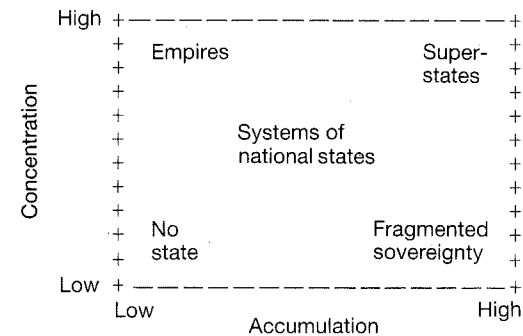 High
Empires
Super-
states
Concentration
Systems of
national states
No
state
Fragmented
sovereignty
Low
Low
High
Accumulation